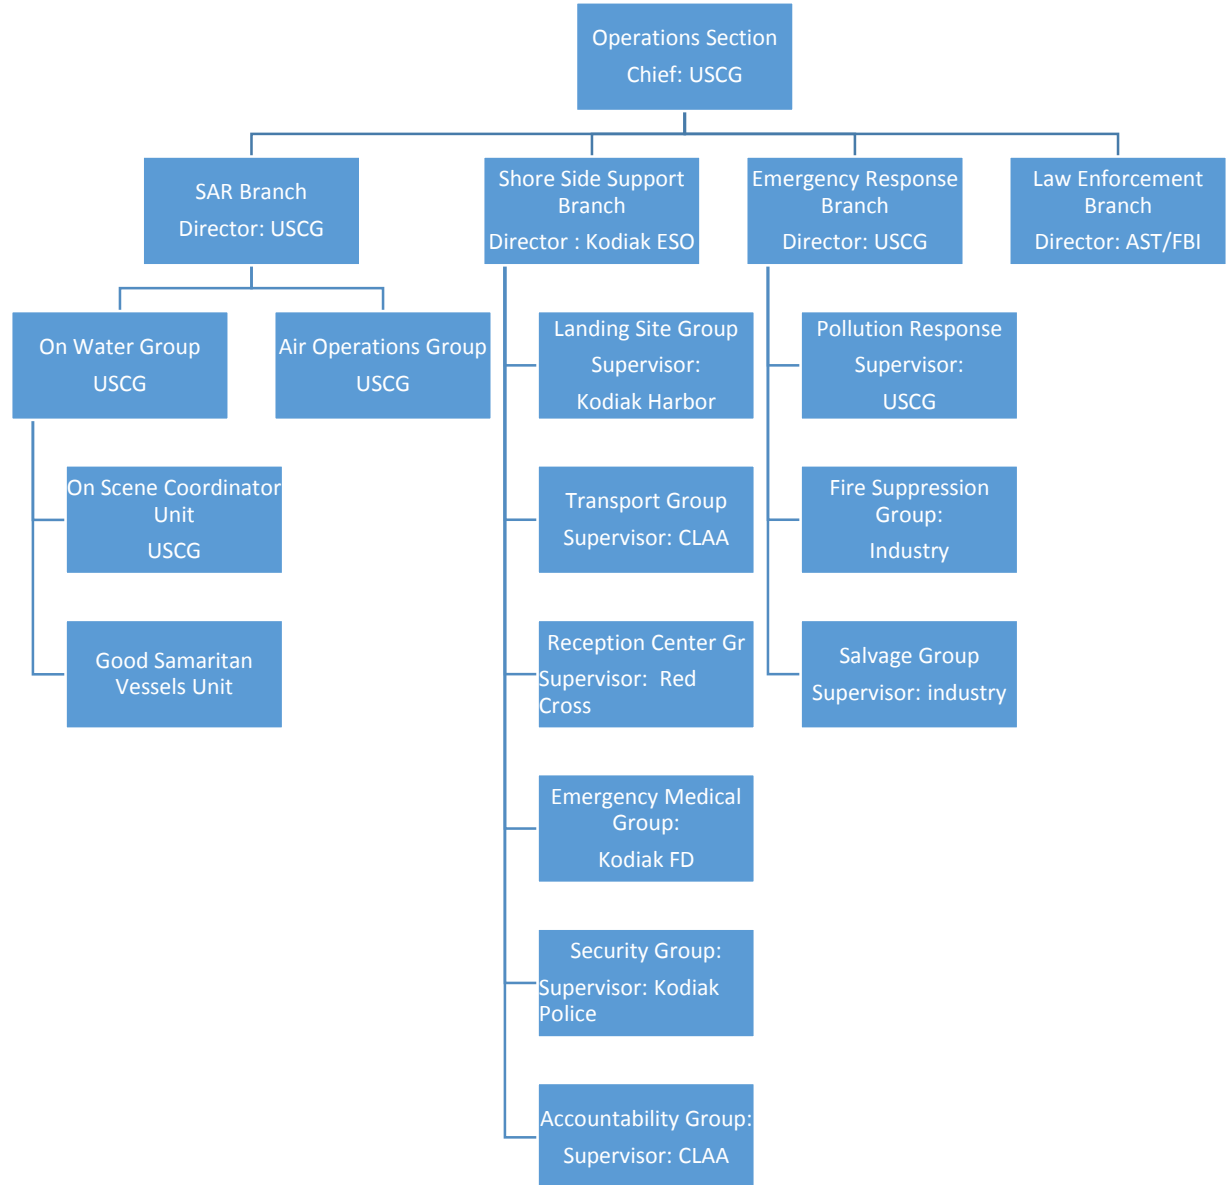 Operations Section
Chief: USCG
SAR Branch
Director: USCG
Shore Side Support
Branch
Director : Kodiak ESO
Emergency Response
Branch
Director: USCG
Law Enforcement
Branch
Director: AST/FBI
On Water Group
USCG
Air Operations Group
USCG
Landing Site Group
Supervisor:
Kodiak Harbor
Pollution Response
Supervisor:
USCG
On Scene Coordinator
Unit
USCG
Transport Group
Supervisor: CLAA
Fire Suppression
Group:
Industry
Good Samaritan
Vessels Unit
Reception Center Gr
Supervisor:  Red
Cross
Salvage Group
Supervisor: industry
Emergency Medical
Group:
Kodiak FD
Security Group:
Supervisor: Kodiak
Police
Accountability Group:
Supervisor: CLAA